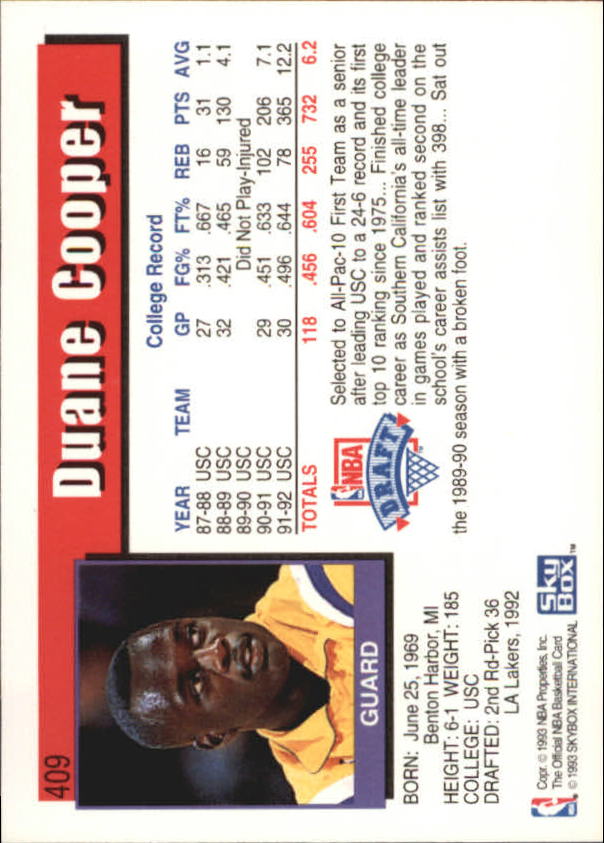 409
Duane Cooper
GUARD
BORN: June 25, 1969
Benton Harbor, MI
HEIGHT: 6-1 WEIGHT: 185
COLLEGE: USC
DRAFTED: 2nd Rd-Pick 36
LA Lakers, 1992
College Record
YEAR TEAM GP FG% FT% REB PTS AVG
87-88 USC 27 .313 .667 16 31 1.1
88-89 USC 32 .421 .465 59 130 4.1
89-90 USC Did Not Play-Injured
90-91 USC 29 .451 .633 102 206 7.1
91-92 USC 30 .496 .644 78 365 12.2
TOTALS 118 .456 .604 255 732 6.2
NBA
DRAFT
Selected to All-Pac-10 First Team as a senior
after leading USC to a 24-6 record and its first
top 10 ranking since 1975... Finished college
career as Southern California's all-time leader
in games played and ranked second on the
school's career assists list with 398... Sat out
the 1989-90 season with a broken foot.
Copr. © 1993 NBA Properties, Inc.
The Official NBA Basketball Card
© 1993 SKYBOX INTERNATIONAL
SKY
BOX™